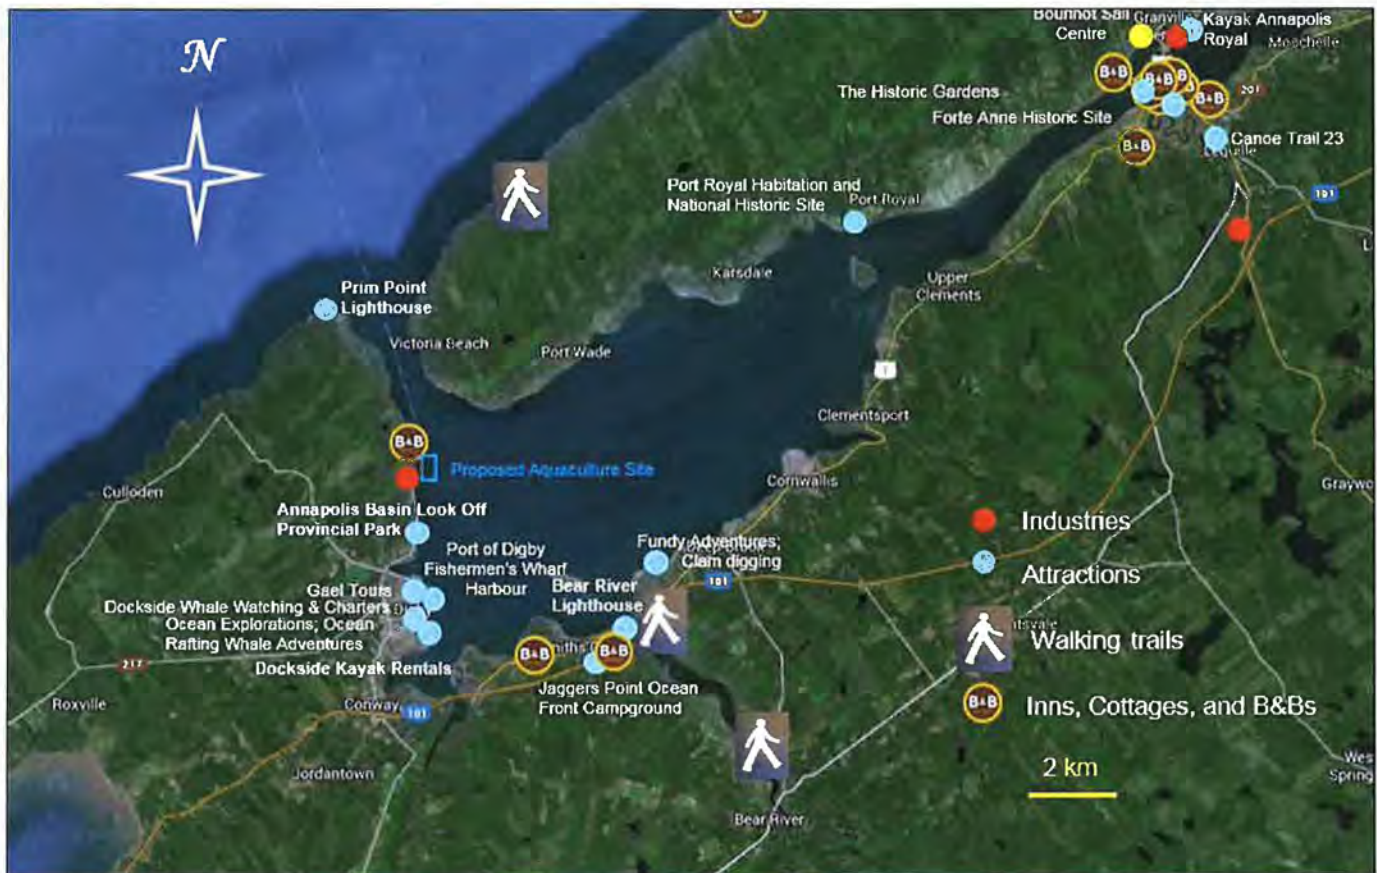 N
Bounnot Sail
Centre
Granville
Kayak Annapolis
Royal
B&B
B&B
B&B
B&B
201
The Historic Gardens
Forte Anne Historic Site
Canoe Trail 23
Lequille
B&B
101
Port Royal Habitation and
National Historic Site
Port Royal
Karsdale
Upper
Clements
Prim Point
Lighthouse
Victoria Beach
Port Wade
1
Clementsport
B&B
Proposed Aquaculture Site
Culloden
Cornwallis
Annapolis Basin Look Off
Provincial Park
Port of Digby
Fishermen's Wharf
Harbour
Fundy Adventures;
Clam digging
101
Industries
Attractions
Walking trails
B&B
Inns, Cottages, and B&Bs
2 km
Gael Tours
Dockside Whale Watching & Charters
Ocean Explorations; Ocean
Rafting Whale Adventures
Dockside Kayak Rentals
Bear River
Lighthouse
B&B
B&B
Jaggers Point Ocean
Front Campground
217
Roxville
Conway
101
Jordantown
Bear River